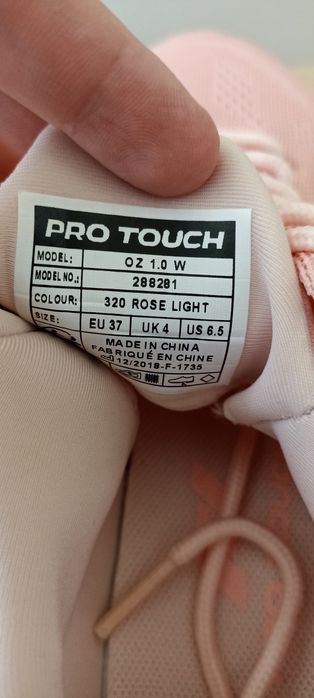 PRO TOUCH
MODEL: OZ 1.0 W
MODEL NO.: 288281
COLOUR: 320 ROSE LIGHT
SIZE: EU 37 UK 4 US 6.5
MADE IN CHINA
FABRIQUÉ EN CHINE
12/2018-F-1735